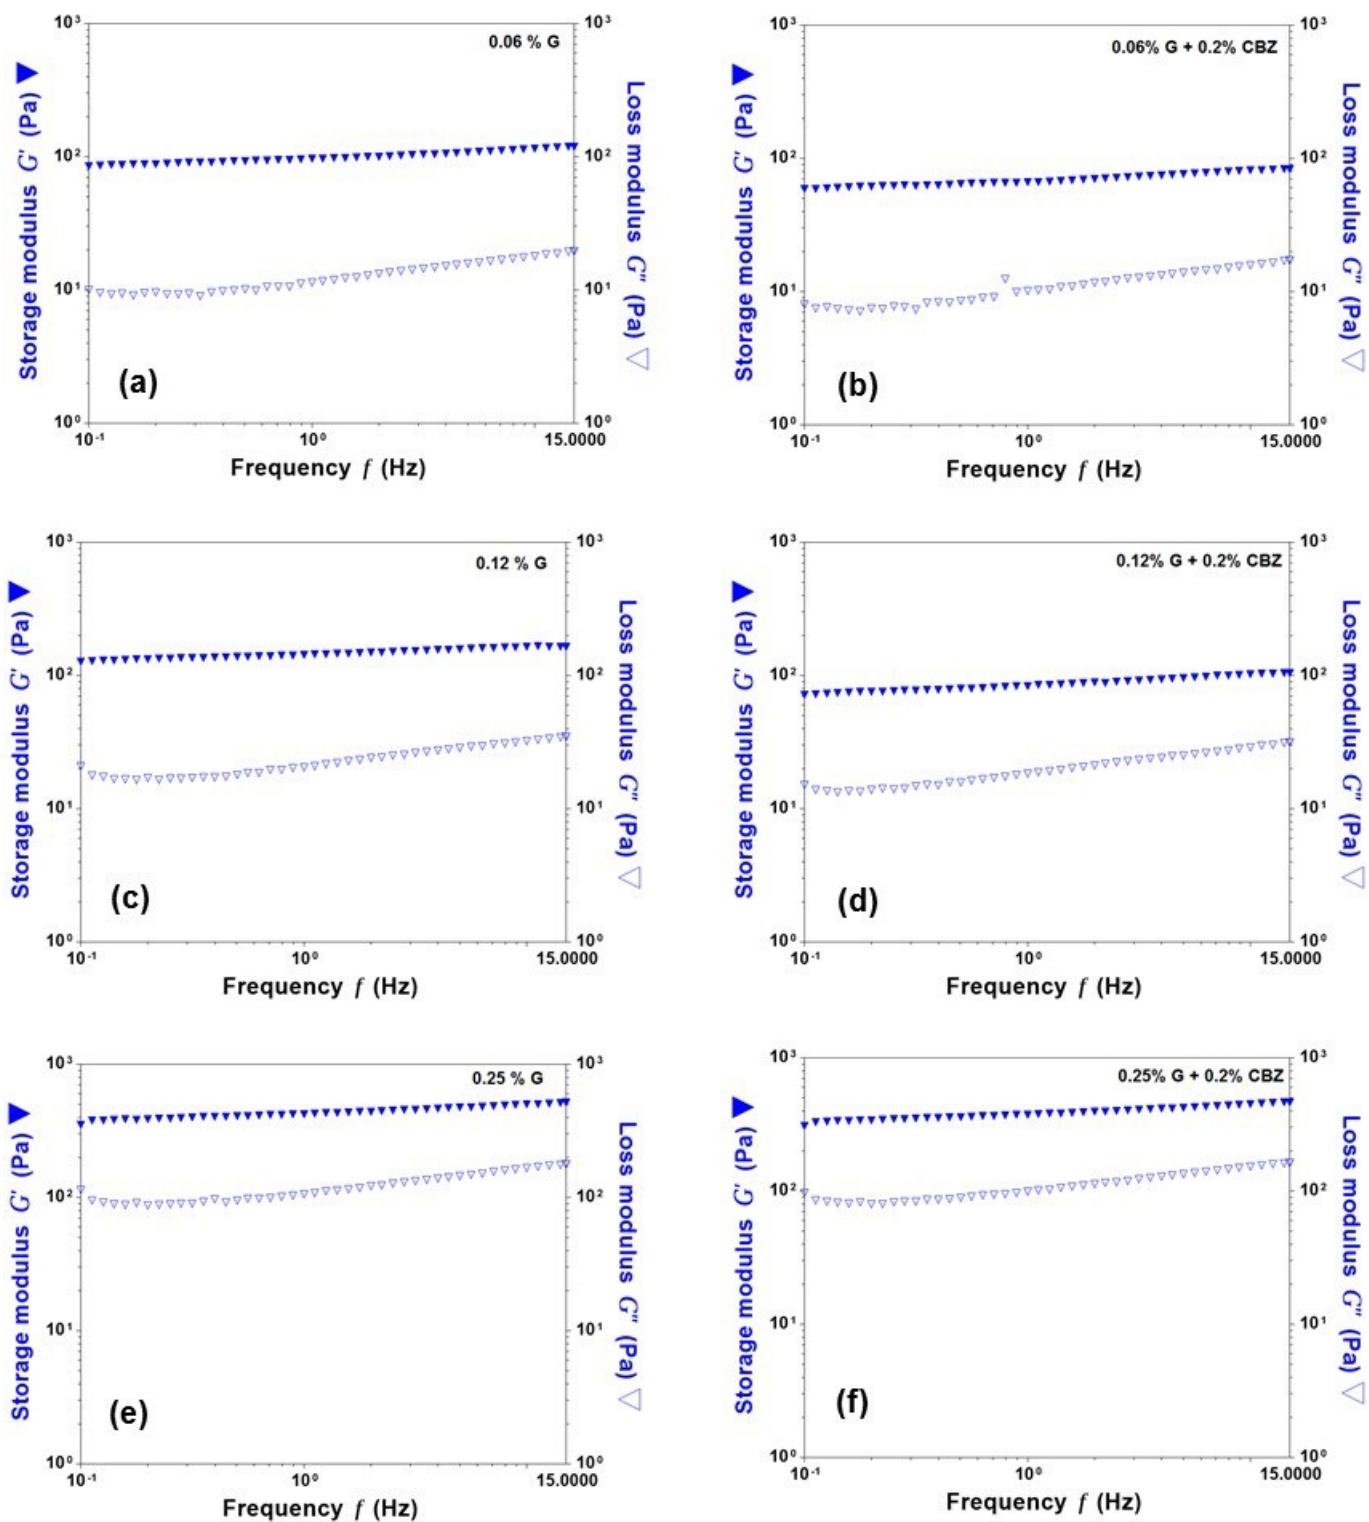 10³
10²
10¹
10⁰
Storage modulus G' (Pa) ▼
0.06 % G
(a)
10³
10²
10¹
10⁰
Loss modulus G'' (Pa) ▽
10⁻¹ 10⁰ 15.0000
Frequency f (Hz)
10³
10²
10¹
10⁰
Storage modulus G' (Pa) ▼
0.06% G + 0.2% CBZ
(b)
10³
10²
10¹
10⁰
Loss modulus G'' (Pa) ▽
10⁻¹ 10⁰ 15.0000
Frequency f (Hz)
10³
10²
10¹
10⁰
Storage modulus G' (Pa) ▼
0.12 % G
(c)
10³
10²
10¹
10⁰
Loss modulus G'' (Pa) ▽
10⁻¹ 10⁰ 15.0000
Frequency f (Hz)
10³
10²
10¹
10⁰
Storage modulus G' (Pa) ▼
0.12% G + 0.2% CBZ
(d)
10³
10²
10¹
10⁰
Loss modulus G'' (Pa) ▽
10⁻¹ 10⁰ 15.0000
Frequency f (Hz)
10³
10²
10¹
10⁰
Storage modulus G' (Pa) ▼
0.25 % G
(e)
10³
10²
10¹
10⁰
Loss modulus G'' (Pa) ▽
10⁻¹ 10⁰ 15.0000
Frequency f (Hz)
10³
10²
10¹
10⁰
Storage modulus G' (Pa) ▼
0.25% G + 0.2% CBZ
(f)
10³
10²
10¹
10⁰
Loss modulus G'' (Pa) ▽
10⁻¹ 10⁰ 15.0000
Frequency f (Hz)